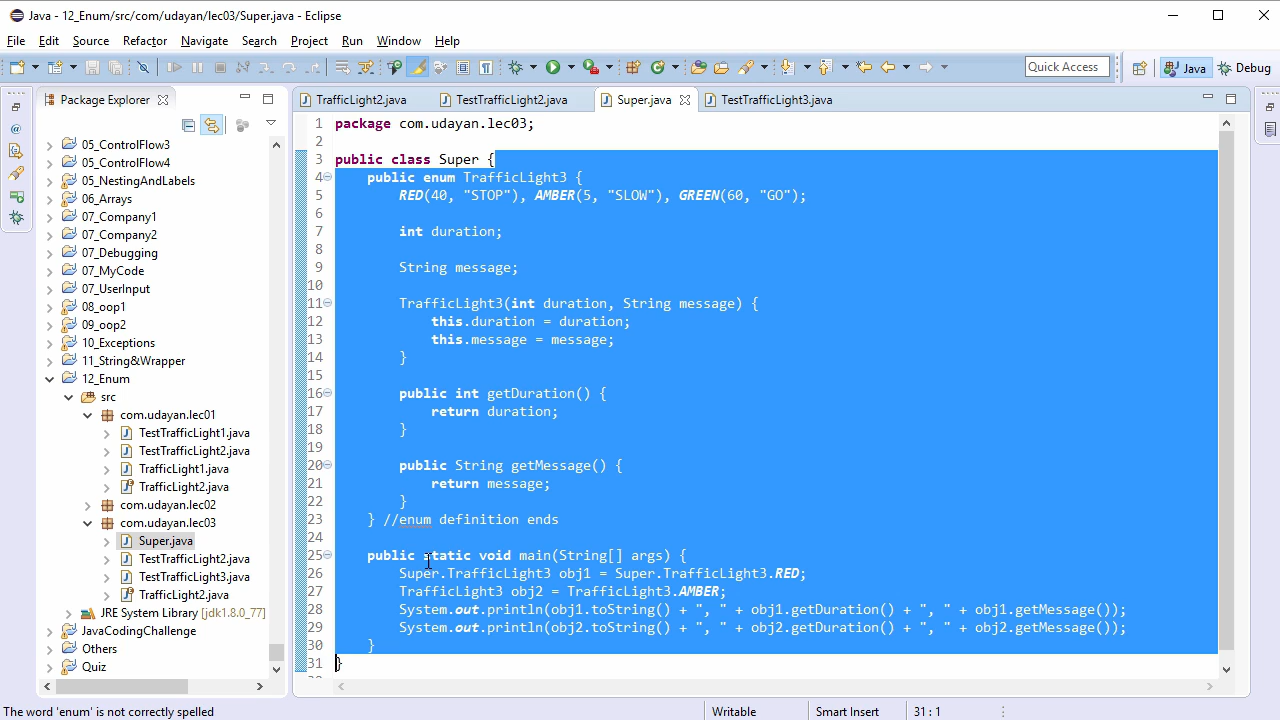 Java - 12_Enum/src/com/udayan/lec03/Super.java - Eclipse
File Edit Source Refactor Navigate Search Project Run Window Help
Quick Access
Java
Debug
Package Explorer
TrafficLight2.java
TestTrafficLight2.java
Super.java
TestTrafficLight3.java
05_ControlFlow3
05_ControlFlow4
05_NestingAndLabels
06_Arrays
07_Company1
07_Company2
07_Debugging
07_MyCode
07_UserInput
08_oop1
09_oop2
10_Exceptions
11_String&Wrapper
12_Enum
src
com.udayan.lec01
TestTrafficLight1.java
TestTrafficLight2.java
TrafficLight1.java
TrafficLight2.java
com.udayan.lec02
com.udayan.lec03
Super.java
TestTrafficLight2.java
TestTrafficLight3.java
TrafficLight2.java
JRE System Library [jdk1.8.0_77]
JavaCodingChallenge
Others
Quiz
1 package com.udayan.lec03;
2
3 public class Super {
4 public enum TrafficLight3 {
5 RED(40, "STOP"), AMBER(5, "SLOW"), GREEN(60, "GO");
6
7 int duration;
8
9 String message;
10
11 TrafficLight3(int duration, String message) {
12 this.duration = duration;
13 this.message = message;
14 }
15
16 public int getDuration() {
17 return duration;
18 }
19
20 public String getMessage() {
21 return message;
22 }
23 } //enum definition ends
24
25 public static void main(String[] args) {
26 Super.TrafficLight3 obj1 = Super.TrafficLight3.RED;
27 TrafficLight3 obj2 = TrafficLight3.AMBER;
28 System.out.println(obj1.toString() + ", " + obj1.getDuration() + ", " + obj1.getMessage());
29 System.out.println(obj2.toString() + ", " + obj2.getDuration() + ", " + obj2.getMessage());
30 }
31 }
The word 'enum' is not correctly spelled
Writable
Smart Insert
31 : 1